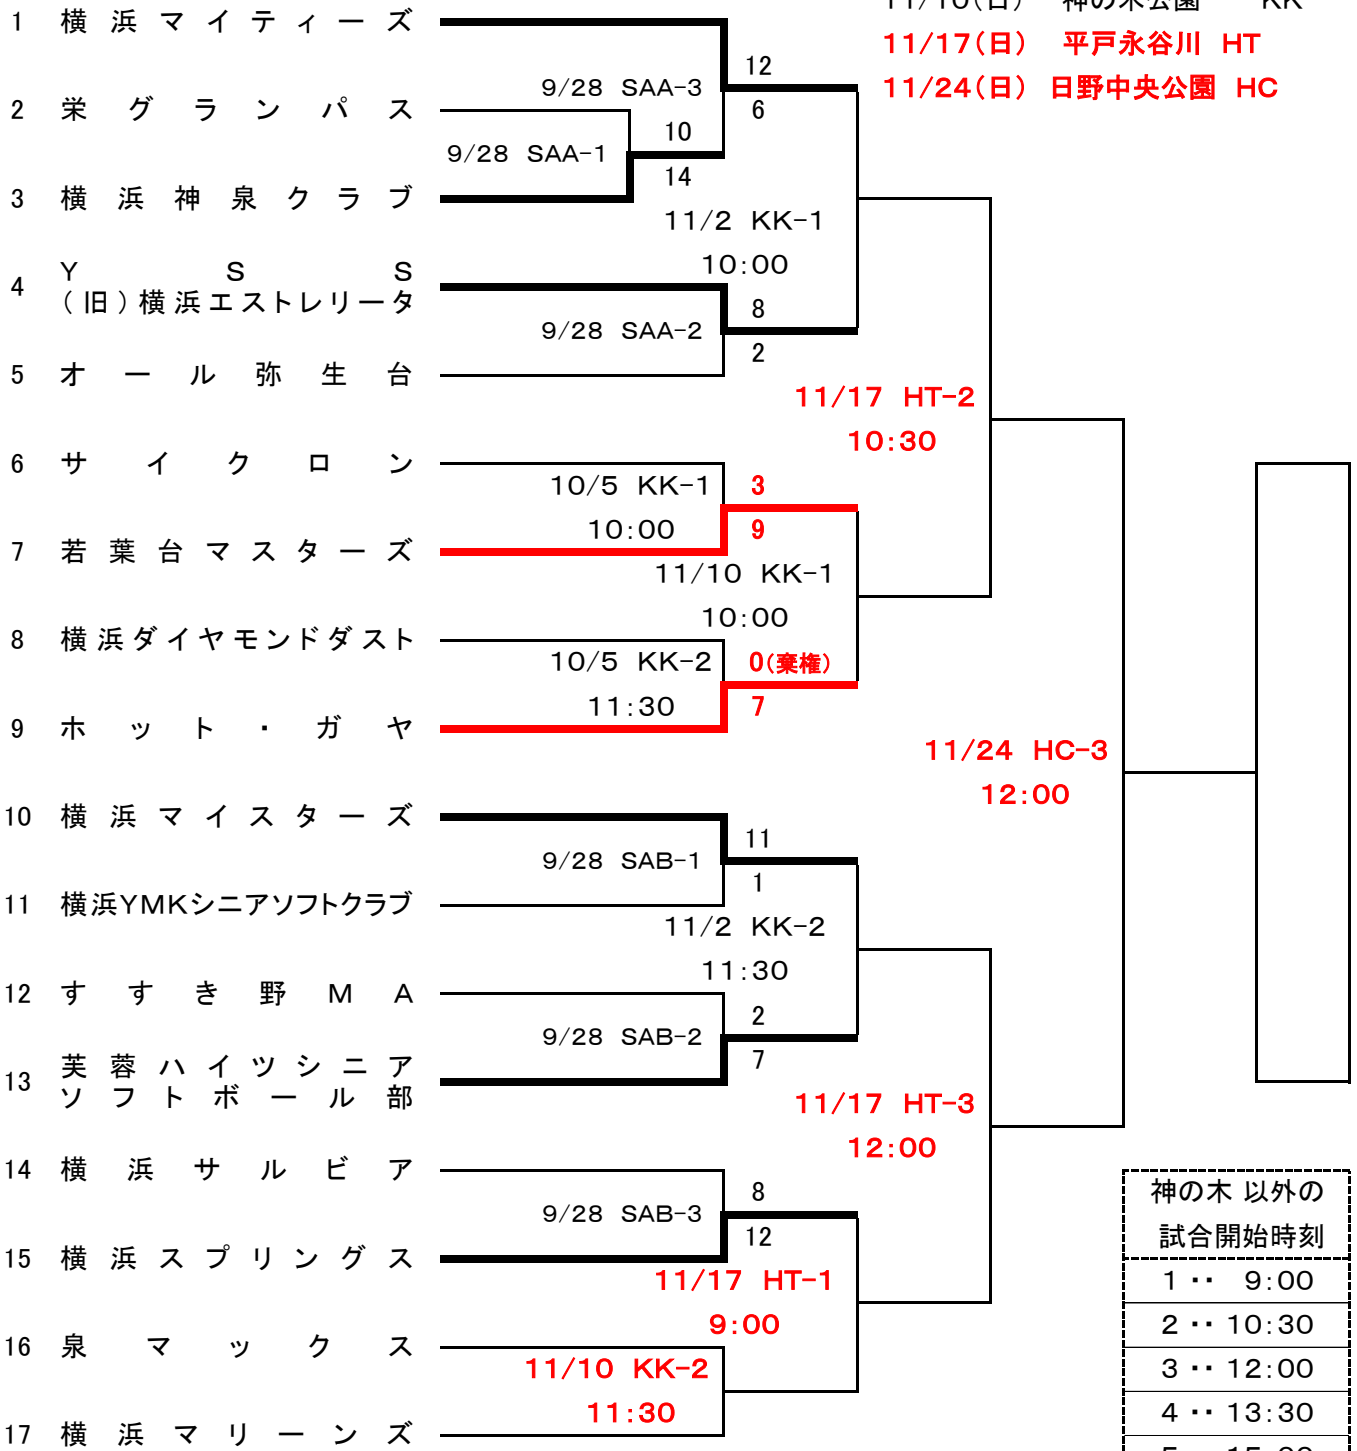 11/10(日) 神の木公園 KK
11/17(日) 平戸永谷川 HT
11/24(日) 日野中央公園 HC
1 横浜マイティーズ
12
9/28 SAA-3
6
2 栄グランパス
10
9/28 SAA-1
14
3 横浜神泉クラブ
11/2 KK-1
10:00
4 YSS
(旧)横浜エストレリータ
8
9/28 SAA-2
2
5 オール弥生台
11/17 HT-2
10:30
6 サイクロン
10/5 KK-1 3
10:00 9
7 若葉台マスターズ
11/10 KK-1
10:00
8 横浜ダイヤモンドダスト
10/5 KK-2 0(棄権)
11:30 7
9 ホット・ガヤ
11/24 HC-3
12:00
10 横浜マイスターズ
11
9/28 SAB-1
1
11 横浜YMKシニアソフトクラブ
11/2 KK-2
11:30
12 すすき野MA
2
9/28 SAB-2
7
13 芙蓉ハイツシニア
ソフトボール部
11/17 HT-3
12:00
14 横浜サルビア
8
9/28 SAB-3
12
15 横浜スプリングス
11/17 HT-1
9:00
16 泉マックス
11/10 KK-2
11:30
17 横浜マリーンズ
神の木 以外の
試合開始時刻
1 ‥ 9:00
2 ‥ 10:30
3 ‥ 12:00
4 ‥ 13:30